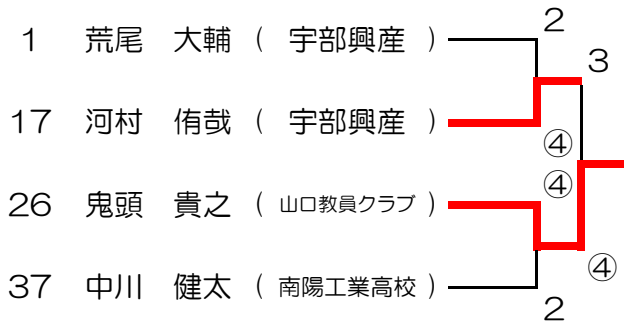 2
1 荒尾 大輔 ( 宇部興産 )
3
17 河村 侑哉 ( 宇部興産 )
④
④
26 鬼頭 貴之 ( 山口教員クラブ )
④
37 中川 健太 ( 南陽工業高校 )
2